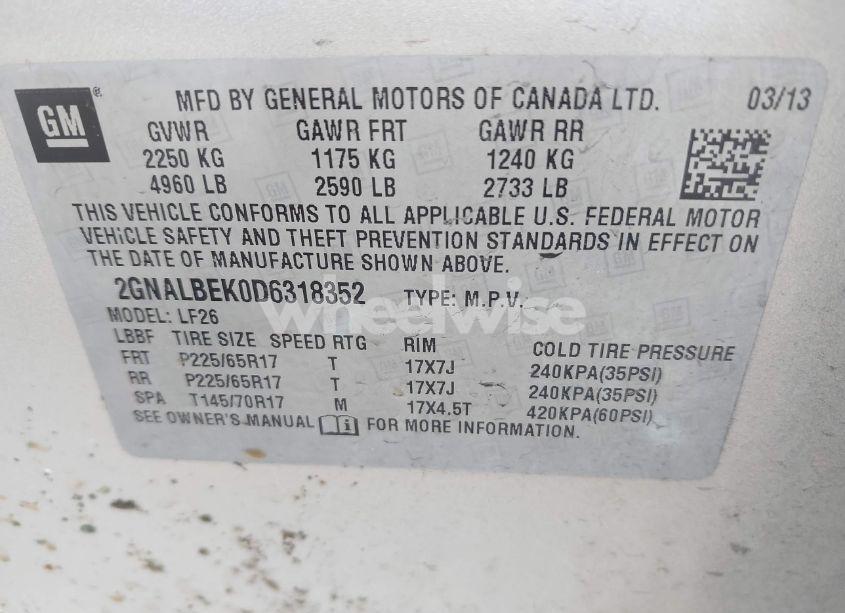 GM
MFD BY GENERAL MOTORS OF CANADA LTD. 03/13
GVWR GAWR FRT GAWR RR
2250 KG 1175 KG 1240 KG
4960 LB 2590 LB 2733 LB
THIS VEHICLE CONFORMS TO ALL APPLICABLE U.S. FEDERAL MOTOR
VEHICLE SAFETY AND THEFT PREVENTION STANDARDS IN EFFECT ON
THE DATE OF MANUFACTURE SHOWN ABOVE.
2GNALBEK0D6318352 TYPE: M.P.V.
wheelwise
MODEL: LF26
LBBF TIRE SIZE SPEED RTG RIM COLD TIRE PRESSURE
FRT P225/65R17 T 17X7J 240KPA(35PSI)
RR P225/65R17 T 17X7J 240KPA(35PSI)
SPA T145/70R17 M 17X4.5T 420KPA(60PSI)
SEE OWNER'S MANUAL FOR MORE INFORMATION.